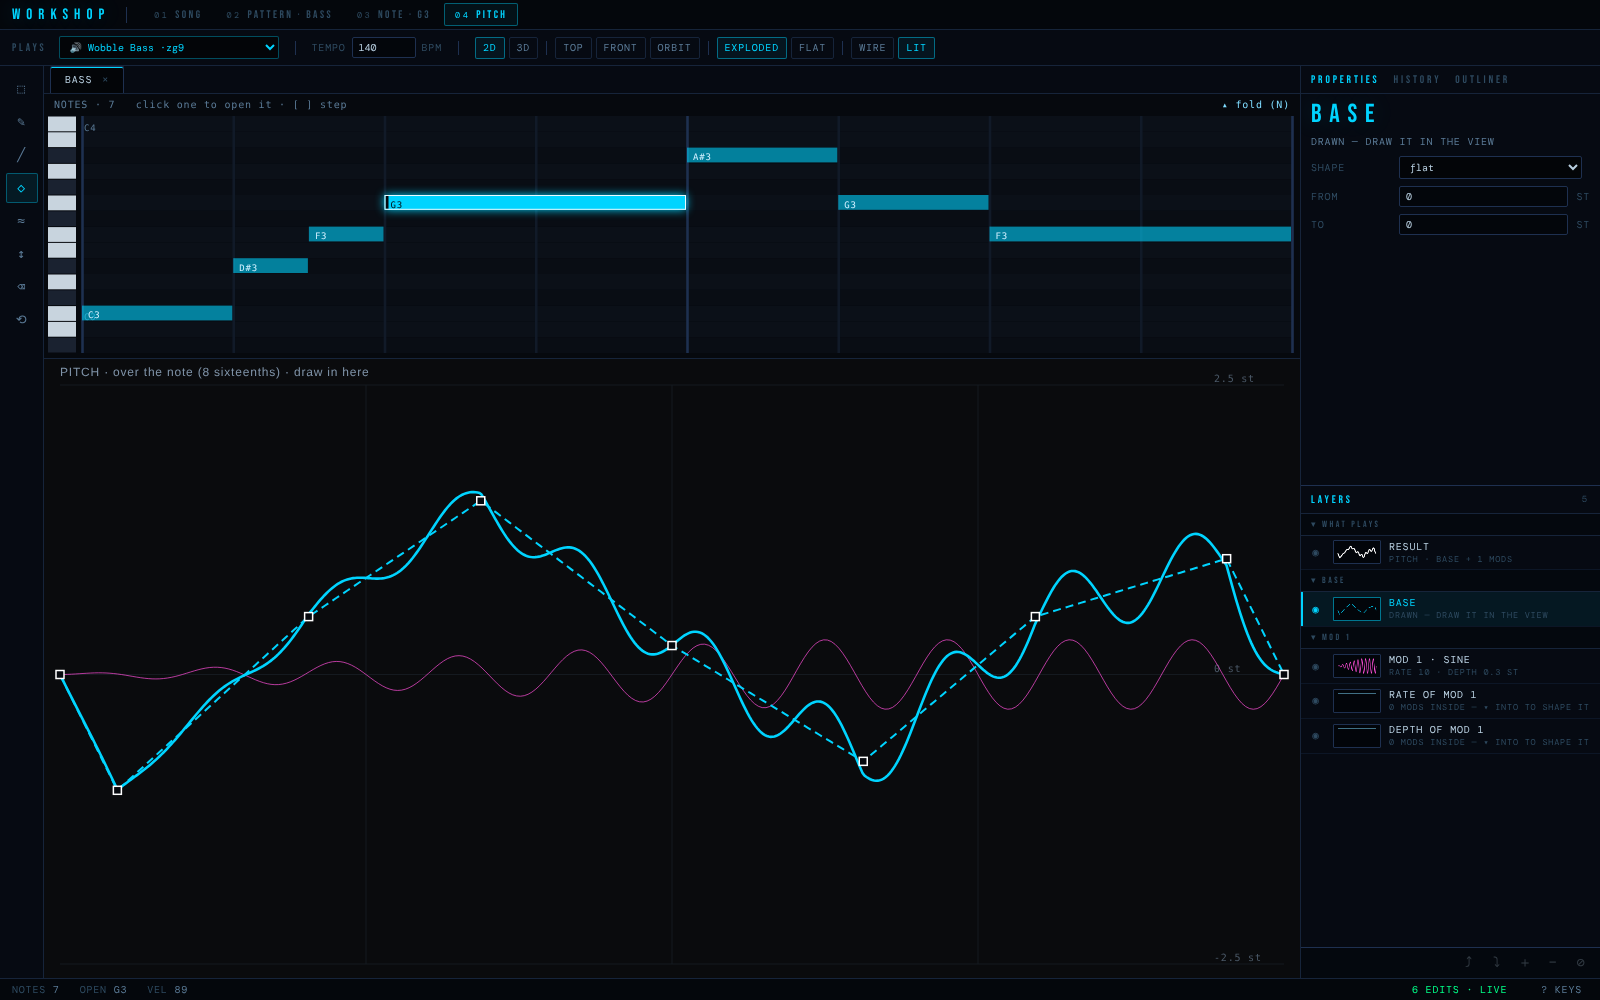 WORKSHOP 01 SONG 02 PATTERN · BASS 03 NOTE · G3 04 PITCH
PLAYS Wobble Bass ·zg9 TEMPO 140 BPM 2D 3D TOP FRONT ORBIT EXPLODED FLAT WIRE LIT
BASS ×
NOTES · 7 click one to open it · [ ] step ▴ fold (N)
C4
A#3
G3 G3
F3 F3
D#3
C3
PITCH · over the note (8 sixteenths) · draw in here
2.5 st
0 st
-2.5 st
PROPERTIES HISTORY OUTLINER
BASE
DRAWN — DRAW IT IN THE VIEW
SHAPE flat
FROM 0 ST
TO 0 ST
LAYERS 5
▾ WHAT PLAYS
RESULT
PITCH · BASE + 1 MODS
▾ BASE
BASE
DRAWN — DRAW IT IN THE VIEW
▾ MOD 1
MOD 1 · SINE
RATE 10 · DEPTH 0.3 ST
RATE OF MOD 1
0 MODS INSIDE — + INTO TO SHAPE IT
DEPTH OF MOD 1
0 MODS INSIDE — + INTO TO SHAPE IT
NOTES 7 OPEN G3 VEL 89 6 EDITS · LIVE ? KEYS